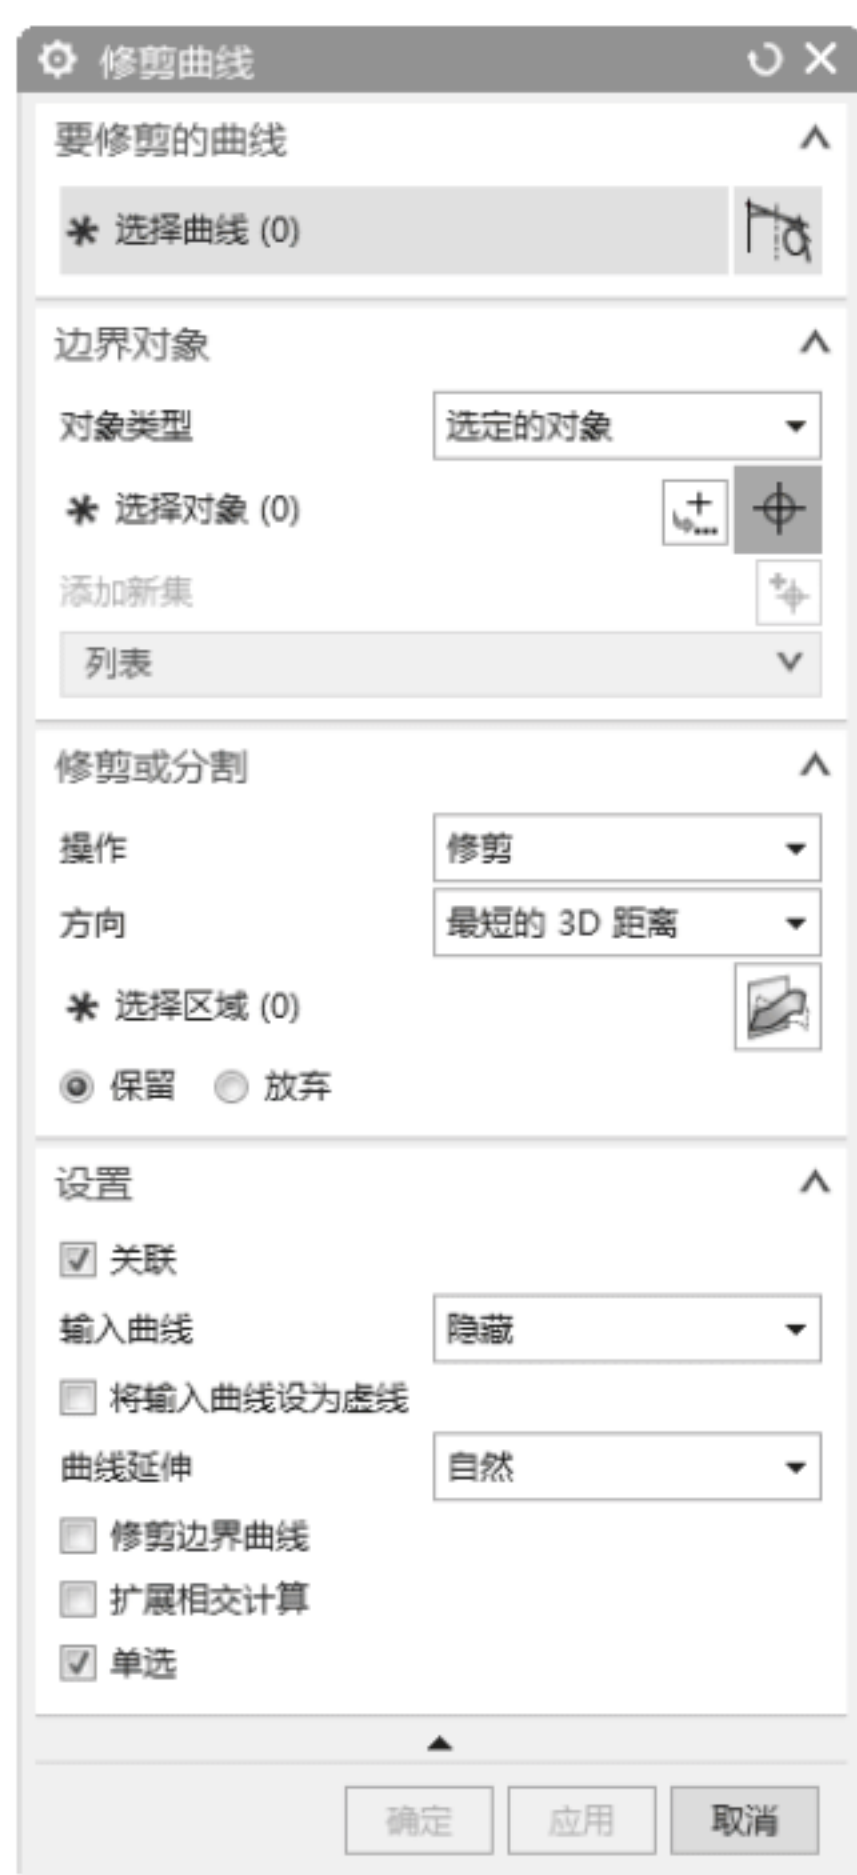 修剪曲线
要修剪的曲线
* 选择曲线 (0)
边界对象
对象类型 选定的对象
* 选择对象 (0)
添加新集
列表
修剪或分割
操作 修剪
方向 最短的 3D 距离
* 选择区域 (0)
保留 放弃
设置
关联
输入曲线 隐藏
将输入曲线设为虚线
曲线延伸 自然
修剪边界曲线
扩展相交计算
单选
确定 应用 取消